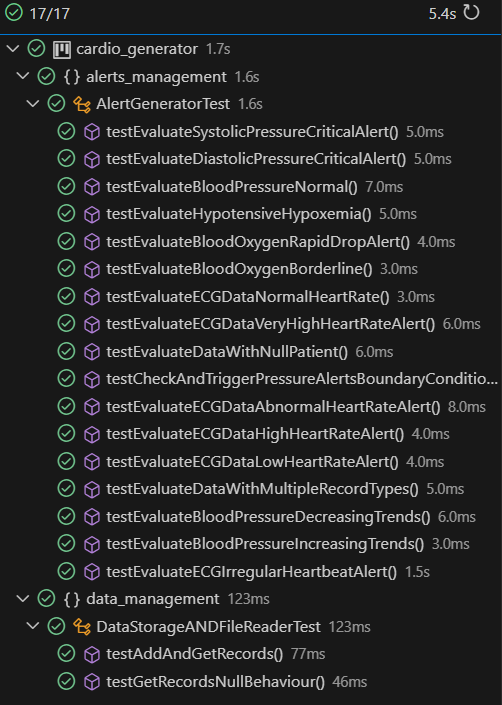 17/17 5.4s
cardio_generator 1.7s
{} alerts_management 1.6s
AlertGeneratorTest 1.6s
testEvaluateSystolicPressureCriticalAlert() 5.0ms
testEvaluateDiastolicPressureCriticalAlert() 5.0ms
testEvaluateBloodPressureNormal() 7.0ms
testEvaluateHypotensiveHypoxemia() 5.0ms
testEvaluateBloodOxygenRapidDropAlert() 4.0ms
testEvaluateBloodOxygenBorderline() 3.0ms
testEvaluateECGDataNormalHeartRate() 3.0ms
testEvaluateECGDataVeryHighHeartRateAlert() 6.0ms
testEvaluateDataWithNullPatient() 6.0ms
testCheckAndTriggerPressureAlertsBoundaryConditio...
testEvaluateECGDataAbnormalHeartRateAlert() 8.0ms
testEvaluateECGDataHighHeartRateAlert() 4.0ms
testEvaluateECGDataLowHeartRateAlert() 4.0ms
testEvaluateDataWithMultipleRecordTypes() 5.0ms
testEvaluateBloodPressureDecreasingTrends() 6.0ms
testEvaluateBloodPressureIncreasingTrends() 3.0ms
testEvaluateECGIrregularHeartbeatAlert() 1.5s
{} data_management 123ms
DataStorageANDFileReaderTest 123ms
testAddAndGetRecords() 77ms
testGetRecordsNullBehaviour() 46ms